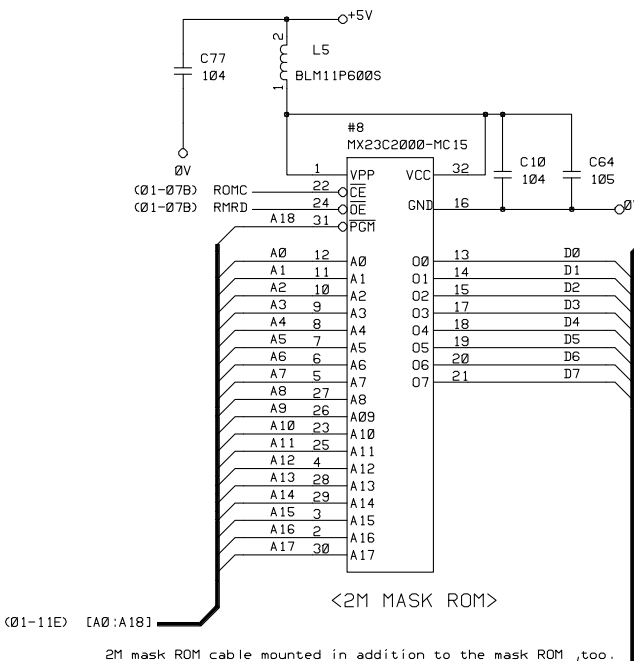 +5V
2
C77
L5
104
BLM11P600S
1
#8
0V
MX23C2000-MC15
1 VPP VCC 32
C10
104
C64
105
(01-07B) ROMC 22 CE
(01-07B) RMRD 24 OE GND 16
A18 31 PGM
A0 12 A0 O0 13 D0
A1 11 A1 O1 14 D1
A2 10 A2 O2 15 D2
A3 9 A3 O3 17 D3
A4 8 A4 O4 18 D4
A5 7 A5 O5 19 D5
A6 6 A6 O6 20 D6
A7 5 A7 O7 21 D7
A8 27 A8
A9 26 A09
A10 23 A10
A11 25 A11
A12 4 A12
A13 28 A13
A14 29 A14
A15 3 A15
A16 2 A16
A17 30 A17
<2M MASK ROM>
(01-11E) [A0:A18]
2M mask ROM cable mounted in addition to the mask ROM ,too.